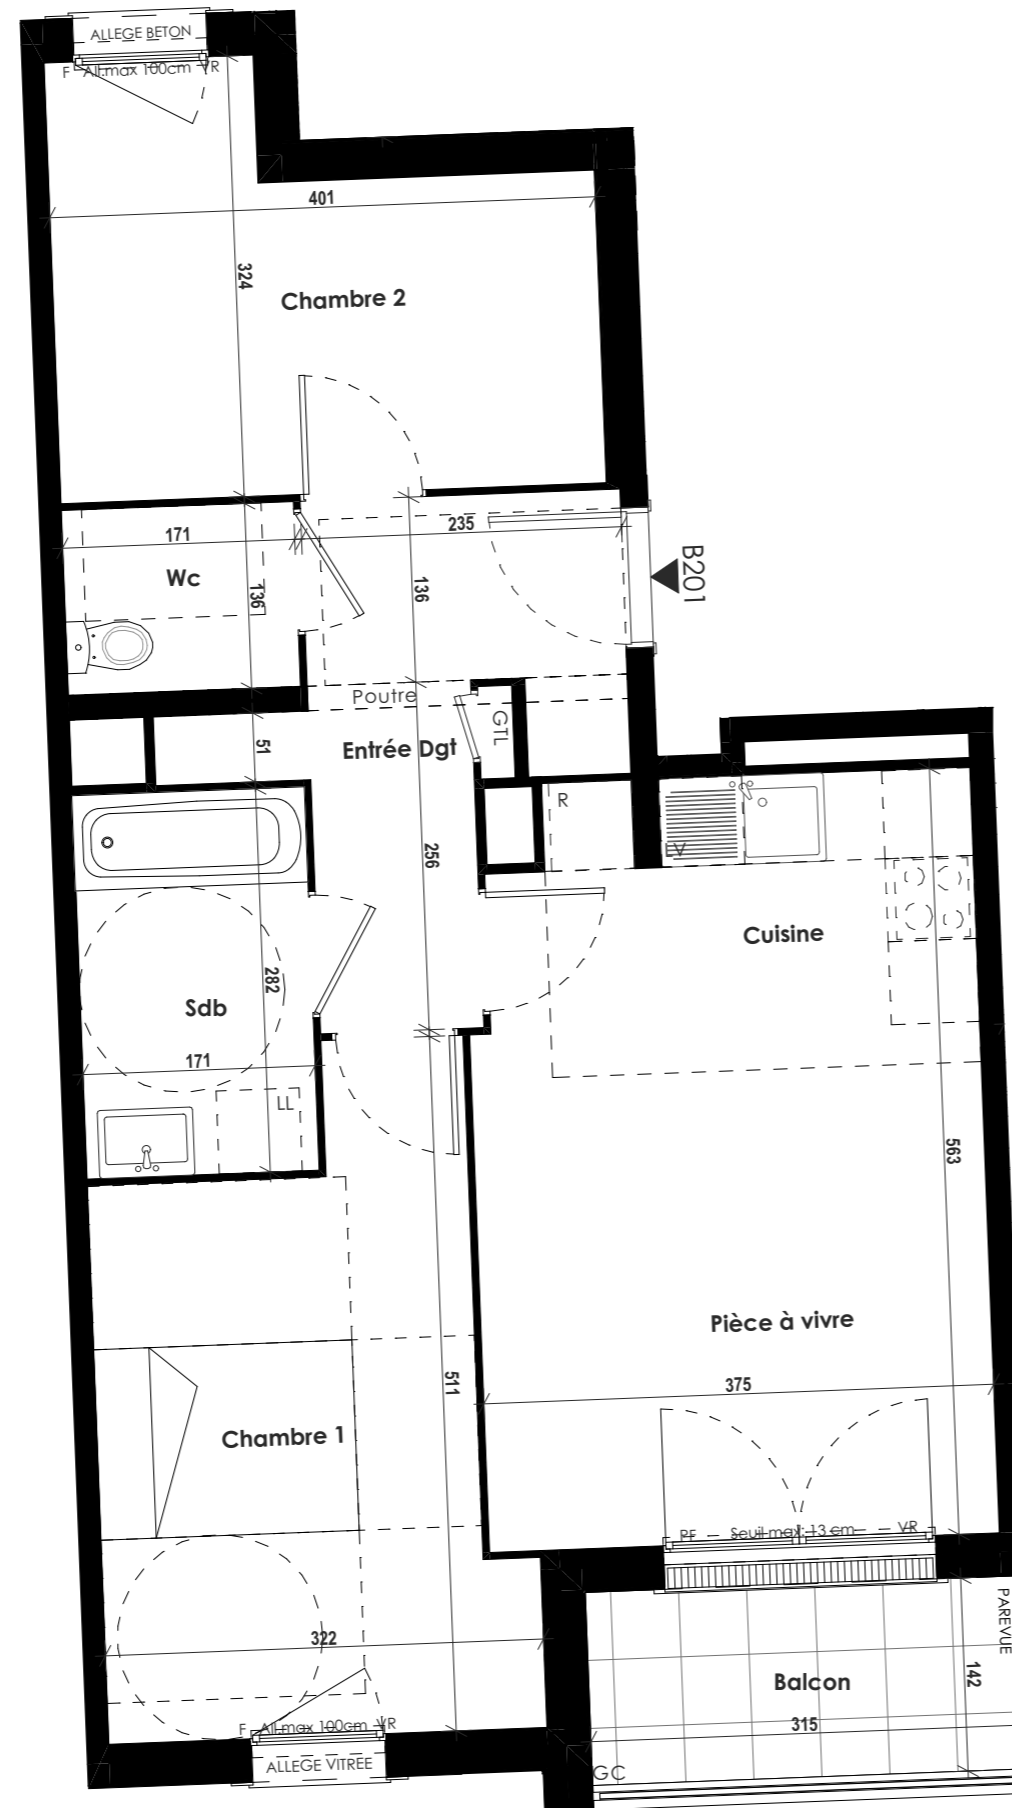 ALLEGE BETON
F All.max 100cm VR
401
324
Chambre 2
171
235
B201
Wc
136
136
Poutre
GTL
51
Entrée Dgt
R
LV
256
Cuisine
282
Sdb
171
LL
563
Pièce à vivre
375
511
Chambre 1
PF Seuil max: 13 cm VR
PAREVUE
322
142
Balcon
315
F All.max 100cm VR
ALLEGE VITREE
GC